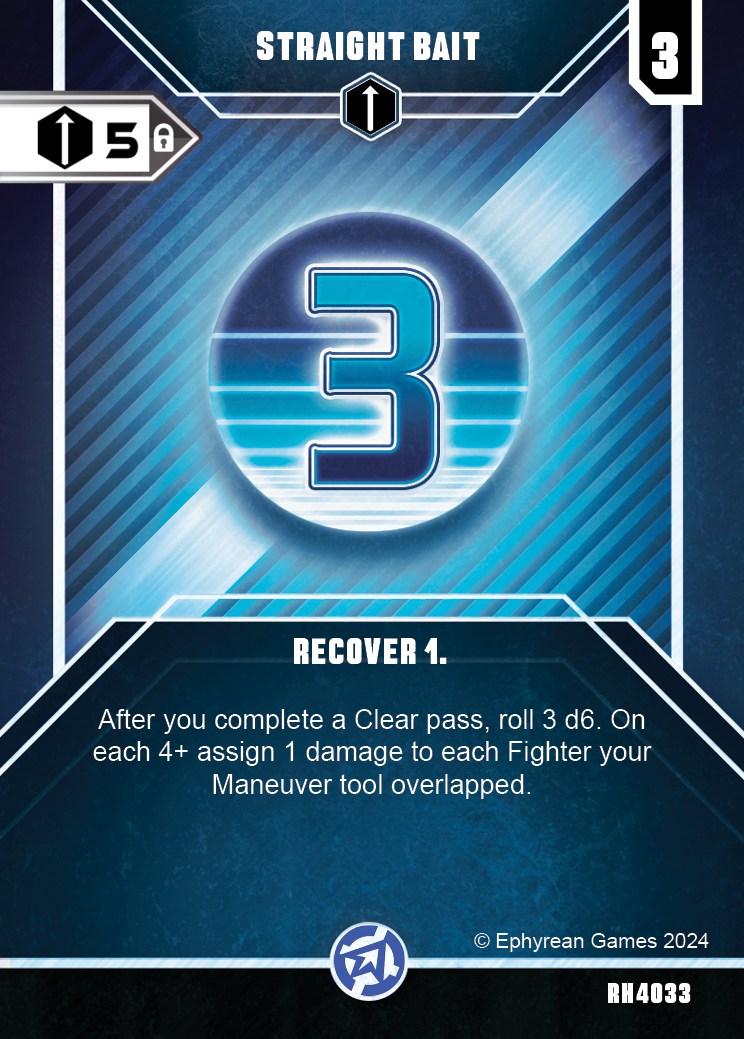 STRAIGHT BAIT
3
5
3
RECOVER 1.
After you complete a Clear pass, roll 3 d6. On
each 4+ assign 1 damage to each Fighter your
Maneuver tool overlapped.
© Ephyrean Games 2024
RH4033